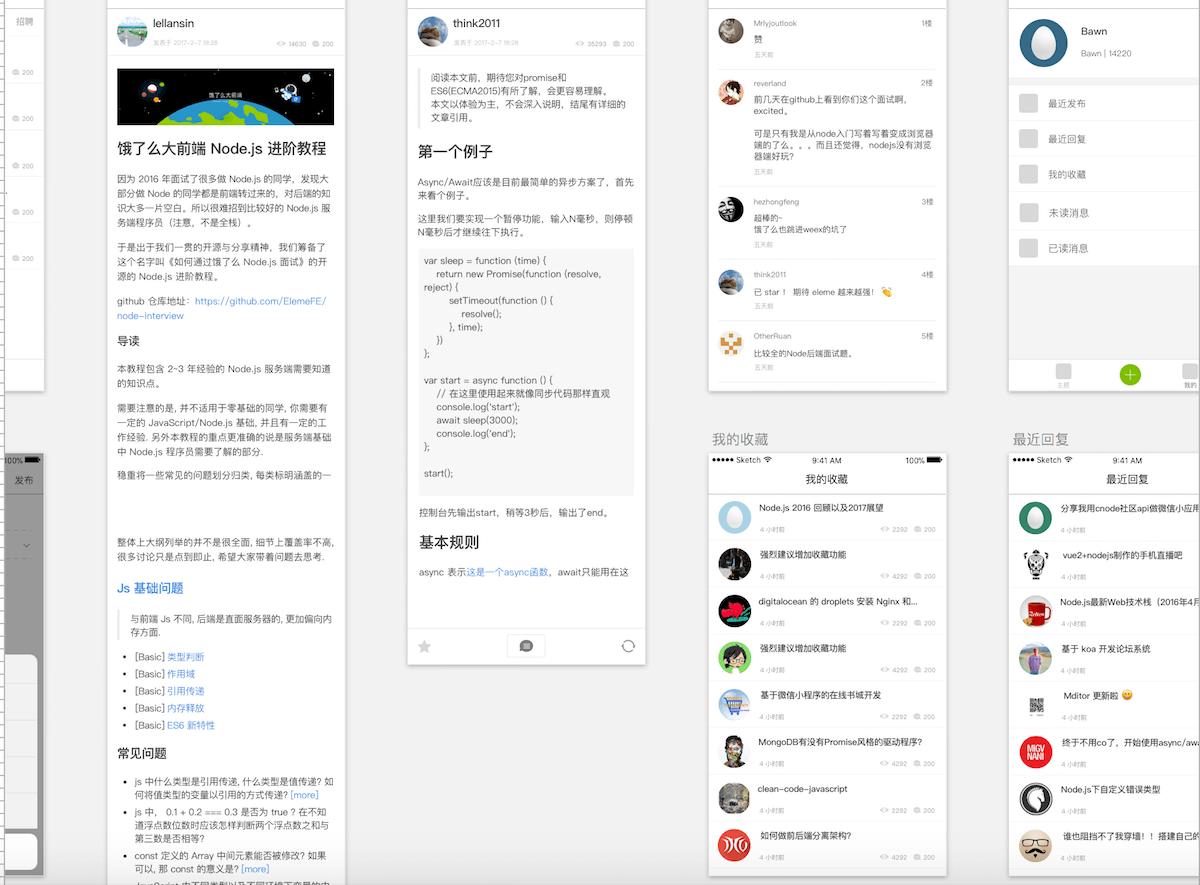 招聘
200
200
200
200
200
100%
发布
lellansin
发表于 2017-2-7 18:28
14630
200
饿了么大前端
饿了么大前端 Node.js 进阶教程
因为 2016 年面试了很多做 Node.js 的同学，发现大
部分做 Node 的同学都是前端转过来的，对后端的知
识大多一片空白。所以很难招到比较好的 Node.js 服
务端程序员（注意，不是全栈）。
于是出于我们一贯的开源与分享精神，我们筹备了
这个名字叫《如何通过饿了么 Node.js 面试》的开
源的 Node.js 进阶教程。
github 仓库地址：https://github.com/ElemeFE/
node-interview
导读
本教程包含 2~3 年经验的 Node.js 服务端需要知道
的知识点。
需要注意的是, 并不适用于零基础的同学, 你需要有
一定的 JavaScript/Node.js 基础, 并且有一定的工
作经验. 另外本教程的重点更准确的说是服务端基础
中 Node.js 程序员需要了解的部分.
稳重将一些常见的问题划分归类, 每类标明涵盖的一
整体上大纲列举的并不是很全面, 细节上覆盖率不高,
很多讨论只是点到即止, 希望大家带着问题去思考.
Js 基础问题
与前端 Js 不同, 后端是直面服务器的, 更加偏向内
存方面.
• [Basic] 类型判断
• [Basic] 作用域
• [Basic] 引用传递
• [Basic] 内存释放
• [Basic] ES6 新特性
常见问题
• js 中什么类型是引用传递, 什么类型是值传递? 如
何将值类型的变量以引用的方式传递? [more]
• js 中， 0.1 + 0.2 === 0.3 是否为 true ? 在不知
道浮点数位数时应该怎样判断两个浮点数之和与
第三数是否相等?
• const 定义的 Array 中间元素能否被修改? 如果
可以, 那 const 的意义是? [more]
• JavaScript 中不同类型以及不同环境下变量的内
think2011
发表于 2017-2-7 18:28
35293
200
阅读本文前，期待您对promise和
ES6(ECMA2015)有所了解，会更容易理解。
本文以体验为主，不会深入说明，结尾有详细的
文章引用。
第一个例子
Async/Await应该是目前最简单的异步方案了，首先
来看个例子。
这里我们要实现一个暂停功能，输入N毫秒，则停顿
N毫秒后才继续往下执行。
var sleep = function (time) {
return new Promise(function (resolve,
reject) {
setTimeout(function () {
resolve();
}, time);
})
};
var start = async function () {
// 在这里使用起来就像同步代码那样直观
console.log('start');
await sleep(3000);
console.log('end');
};
start();
控制台先输出start，稍等3秒后，输出了end。
基本规则
async 表示这是一个async函数，await只能用在这
Mrlyjoutlook
1楼
赞
五天前
reverland
2楼
前几天在github上看到你们这个面试啊，
excited。
可是只有我是从node入门写着写着变成浏览器
端的了么。。。而且还觉得，nodejs没有浏览
器端好玩?
五天前
hezhongfeng
3楼
超棒的~
饿了么也跳进weex的坑了
五天前
think2011
4楼
已 star ！ 期待 eleme 越来越强！ 👏
五天前
OtherRuan
5楼
比较全的Node后端面试题。
五天前
Bawn
Bawn | 14220
最近发布
最近回复
我的收藏
未读消息
已读消息
主题
我的
我的收藏
Sketch
9:41 AM
100%
我的收藏
Node.js 2016 回顾以及2017展望
4 小时前
2292
200
强烈建议增加收藏功能
4 小时前
4292
200
digitalocean 的 droplets 安装 Nginx 和...
4 小时前
2292
200
强烈建议增加收藏功能
4 小时前
4292
200
基于微信小程序的在线书城开发
4 小时前
2292
200
MongoDB有没有Promise风格的驱动程序?
4 小时前
4292
200
clean-code-javascript
4 小时前
2292
200
如何做前后端分离架构?
4 小时前
4292
200
最近回复
Sketch
9:41 AM
最近回复
分享我用cnode社区api做微信小应用
4 小时前
vue2+nodejs制作的手机直播吧
4 小时前
Node.js最新Web技术栈（2016年4月
4 小时前
基于 koa 开发论坛系统
4 小时前
Mditor 更新啦 😀
4 小时前
MIGV
NANI
终于不用co了，开始使用async/awa
4 小时前
Node.js下自定义错误类型
4 小时前
谁也阻挡不了我穿墙！！搭建自己的
4 小时前